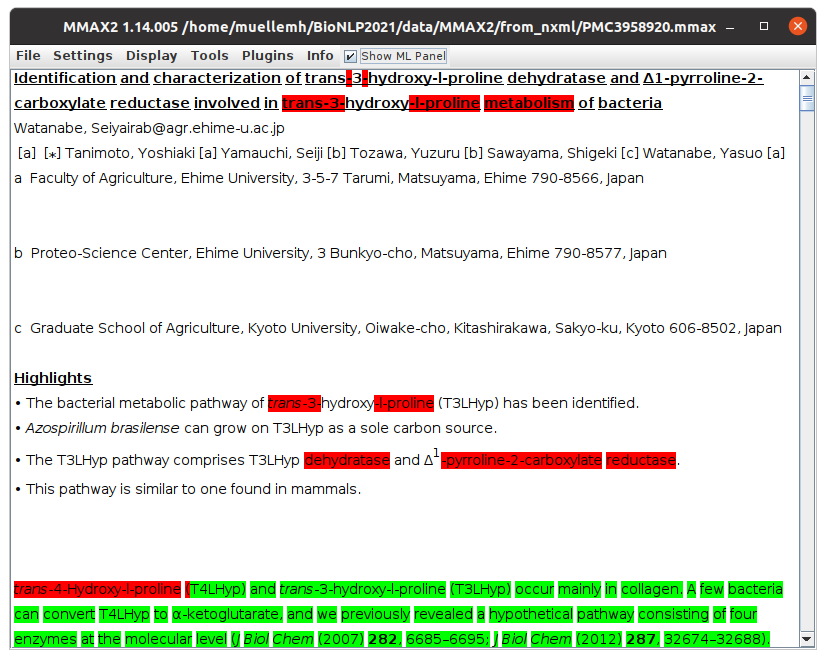 MMAX2 1.14.005 /home/muellemh/BioNLP2021/data/MMAX2/from_nxml/PMC3958920.mmax
File Settings Display Tools Plugins Info Show ML Panel
Identification and characterization of trans-3-hydroxy-l-proline dehydratase and Δ1-pyrroline-2-
carboxylate reductase involved in trans-3-hydroxy-l-proline metabolism of bacteria
Watanabe, Seiyairab@agr.ehime-u.ac.jp
[a] [*] Tanimoto, Yoshiaki [a] Yamauchi, Seiji [b] Tozawa, Yuzuru [b] Sawayama, Shigeki [c] Watanabe, Yasuo [a]
a Faculty of Agriculture, Ehime University, 3-5-7 Tarumi, Matsuyama, Ehime 790-8566, Japan
b Proteo-Science Center, Ehime University, 3 Bunkyo-cho, Matsuyama, Ehime 790-8577, Japan
c Graduate School of Agriculture, Kyoto University, Oiwake-cho, Kitashirakawa, Sakyo-ku, Kyoto 606-8502, Japan
Highlights
• The bacterial metabolic pathway of trans-3-hydroxy-l-proline (T3LHyp) has been identified.
• Azospirillum brasilense can grow on T3LHyp as a sole carbon source.
• The T3LHyp pathway comprises T3LHyp dehydratase and Δ1-pyrroline-2-carboxylate reductase.
• This pathway is similar to one found in mammals.
trans-4-Hydroxy-l-proline (T4LHyp) and trans-3-hydroxy-l-proline (T3LHyp) occur mainly in collagen. A few bacteria
can convert T4LHyp to α-ketoglutarate, and we previously revealed a hypothetical pathway consisting of four
enzymes at the molecular level (J Biol Chem (2007) 282, 6685–6695; J Biol Chem (2012) 287, 32674–32688).